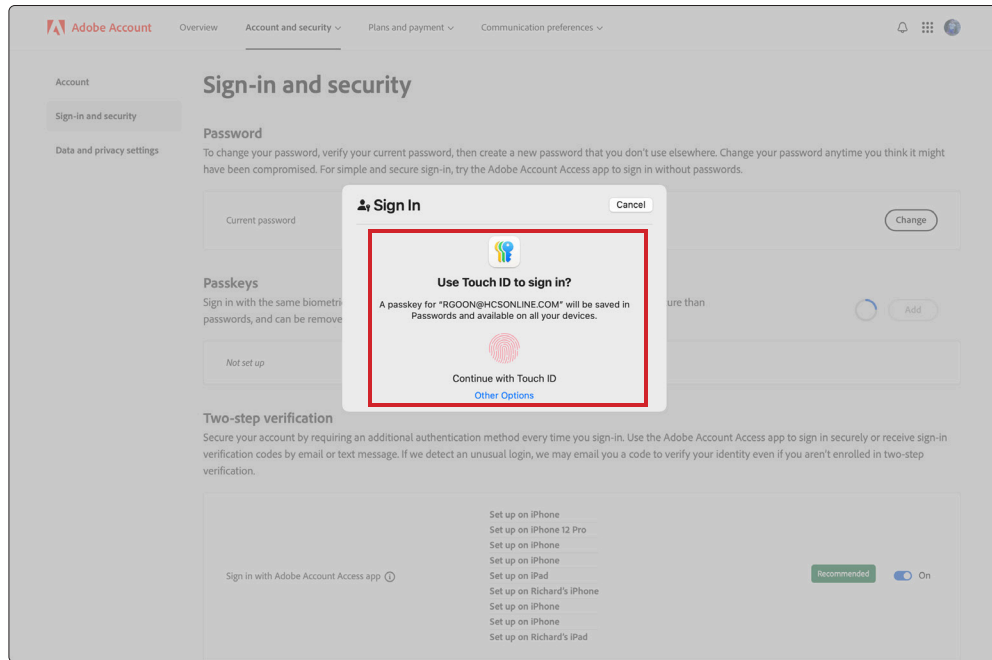 Adobe Account
Overview
Account and security
Plans and payment
Communication preferences
Account
Sign-in and security
Data and privacy settings
Sign-in and security
Password
To change your password, verify your current password, then create a new password that you don't use elsewhere. Change your password anytime you think it might
have been compromised. For simple and secure sign-in, try the Adobe Account Access app to sign in without passwords.
Current password
Change
Passkeys
Sign in with the same biometri
ure than
passwords, and can be remove
Add
Not set up
Sign In
Cancel
Use Touch ID to sign in?
A passkey for "RGOON@HCSONLINE.COM" will be saved in
Passwords and available on all your devices.
Continue with Touch ID
Other Options
Two-step verification
Secure your account by requiring an additional authentication method every time you sign-in. Use the Adobe Account Access app to sign in securely or receive sign-in
verification codes by email or text message. If we detect an unusual login, we may email you a code to verify your identity even if you aren't enrolled in two-step
verification.
Sign in with Adobe Account Access app
Set up on iPhone
Set up on iPhone 12 Pro
Set up on iPhone
Set up on iPhone
Set up on iPad
Set up on Richard's iPhone
Set up on iPhone
Set up on iPhone
Set up on Richard's iPad
Recommended
On